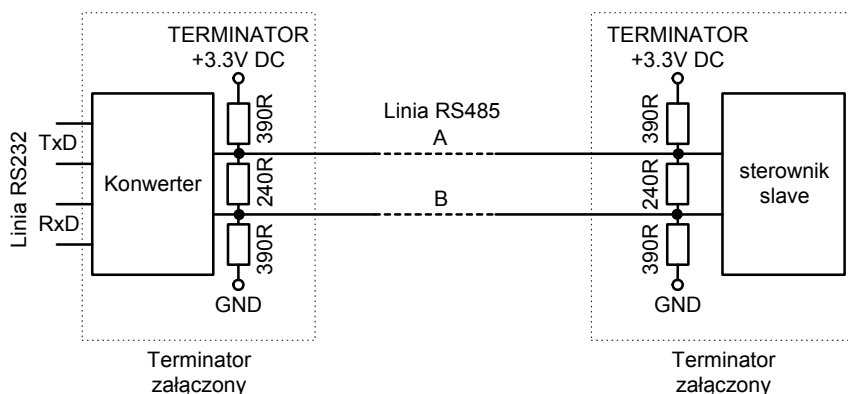 TERMINATOR
+3.3V DC
390R
Linia RS485
A
TxD
Linia RS232
Konwerter
240R
RxD
B
390R
GND
Terminator
załączony
TERMINATOR
+3.3V DC
390R
240R
sterownik
slave
390R
GND
Terminator
załączony